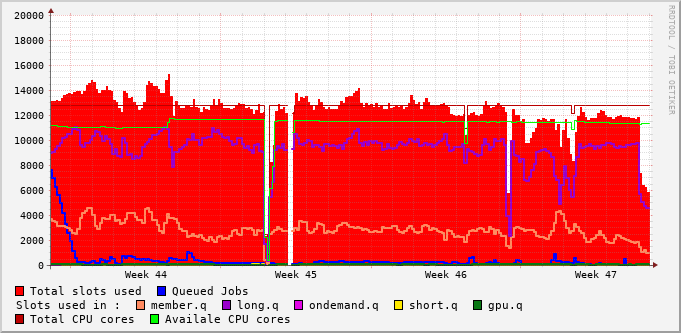 20000
18000
16000
14000
12000
10000
8000
6000
4000
2000
0
Week 44 Week 45 Week 46 Week 47
RRDTOOL / TOBI OETIKER
Total slots used Queued Jobs
Slots used in : member.q long.q ondemand.q short.q gpu.q
Total CPU cores Availale CPU cores